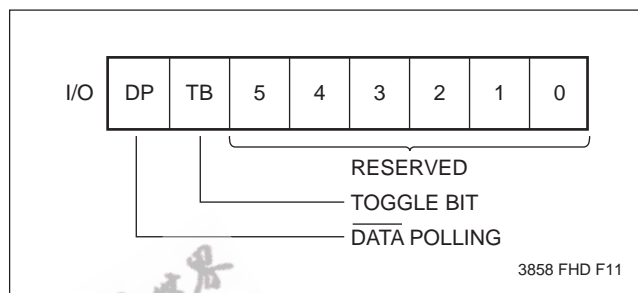 I/O DP TB 5 4 3 2 1 0
RESERVED
TOGGLE BIT
DATA POLLING
3858 FHD F11